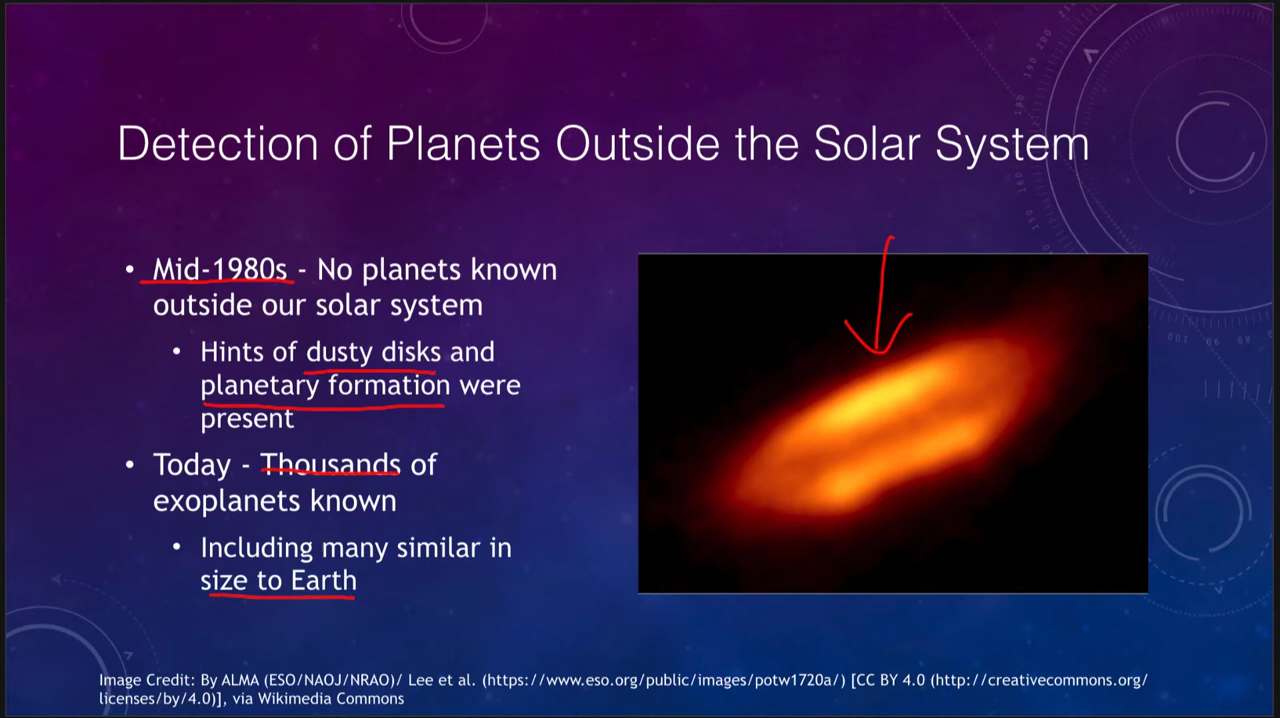 Detection of Planets Outside the Solar System
• Mid-1980s - No planets known
outside our solar system
• Hints of dusty disks and
planetary formation were
present
• Today - Thousands of
exoplanets known
• Including many similar in
size to Earth
Image Credit: By ALMA (ESO/NAOJ/NRAO)/ Lee et al. (https://www.eso.org/public/images/potw1720a/) [CC BY 4.0 (http://creativecommons.org/
licenses/by/4.0)], via Wikimedia Commons